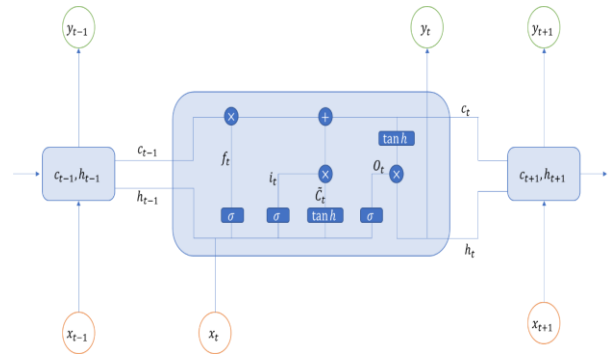 y_{t-1} y_t y_{t+1}
× + c_t
tanh
c_{t-1} f_t i_t O_t ×
c_{t-1}, h_{t-1} × c_{t+1}, h_{t+1}
h_{t-1} C̃_t
σ σ tanh σ
h_t
x_{t-1} x_t x_{t+1}